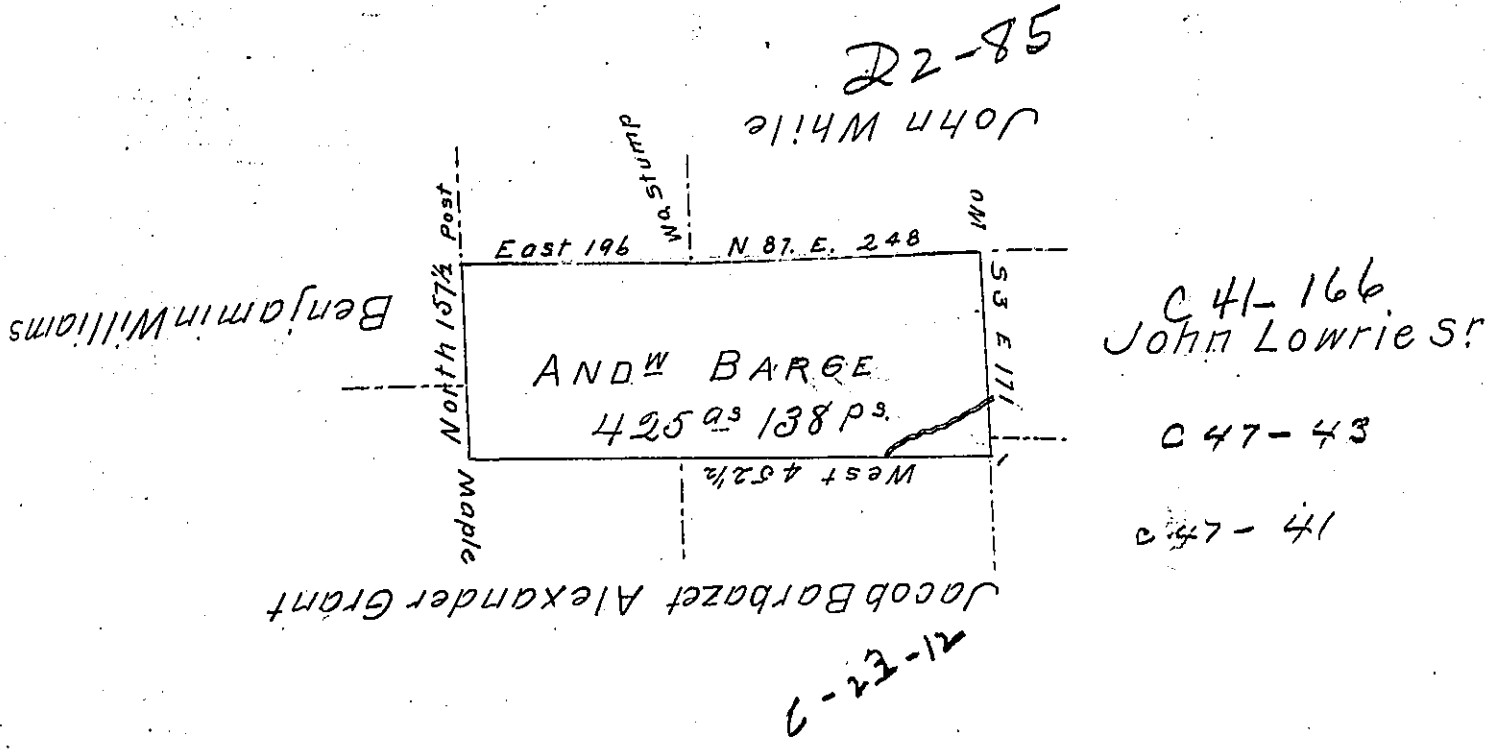 D2-85
John While
Wa Stump
Post
WO
East 196
N 87. E. 248
North 157½
S3 E 171
Benjamin Williams
C 41-166
John Lowrie Sr
ANDW BARGE
425 as 138 ps.
C 47-43
West 452½
Maple
C 47-41
Jacob Barbazet Alexander Grant
C-23-12